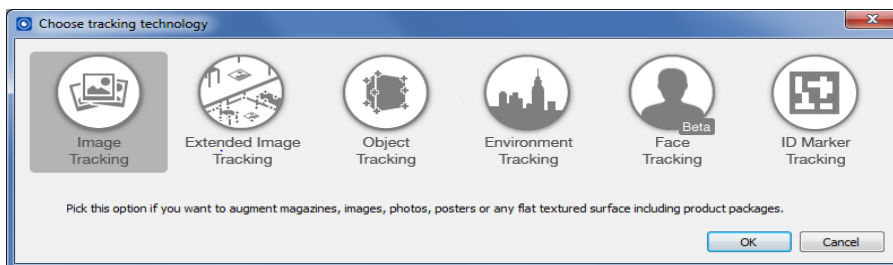 Choose tracking technology
Image
Tracking
Extended Image
Tracking
Object
Tracking
Environment
Tracking
Beta
Face
Tracking
ID Marker
Tracking
Pick this option if you want to augment magazines, images, photos, posters or any flat textured surface including product packages.
OK
Cancel